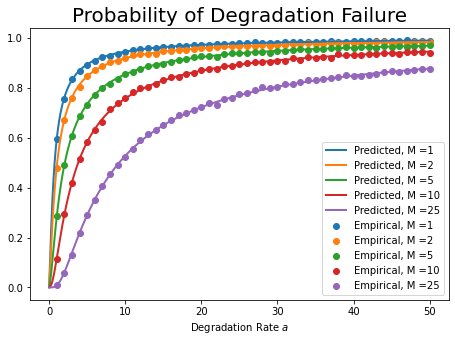 Probability of Degradation Failure
1.0
0.8
0.6
0.4
0.2
0.0
0
10
20
30
40
50
Degradation Rate a
Predicted, M =1
Predicted, M =2
Predicted, M =5
Predicted, M =10
Predicted, M =25
Empirical, M =1
Empirical, M =2
Empirical, M =5
Empirical, M =10
Empirical, M =25